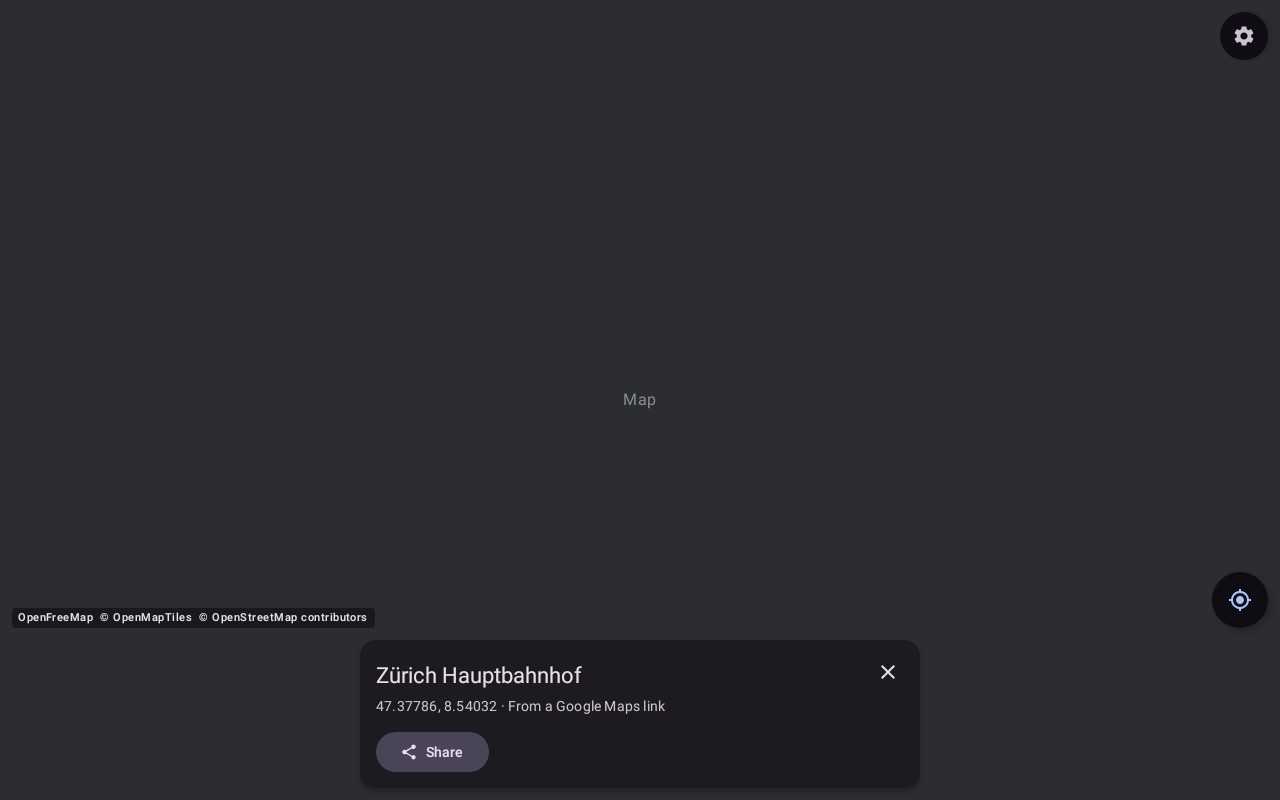 Map
OpenFreeMap © OpenMapTiles © OpenStreetMap contributors
Zürich Hauptbahnhof
47.37786, 8.54032 · From a Google Maps link
Share